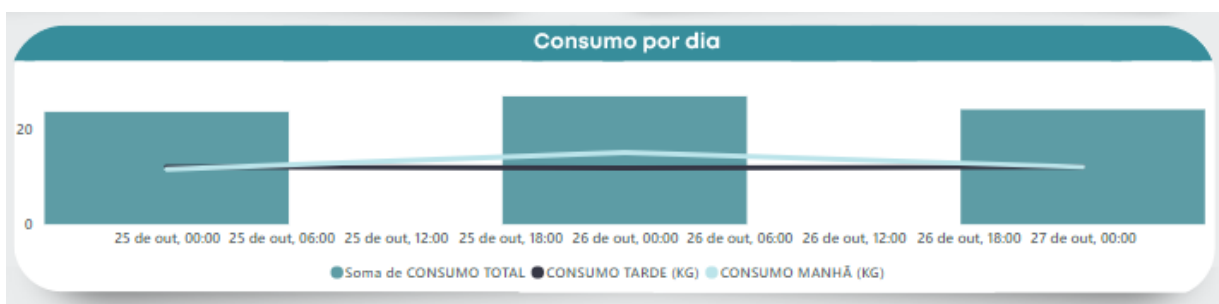 Consumo por dia
20
0
25 de out, 00:00 25 de out, 06:00 25 de out, 12:00 25 de out, 18:00 26 de out, 00:00 26 de out, 06:00 26 de out, 12:00 26 de out, 18:00 27 de out, 00:00
Soma de CONSUMO TOTAL CONSUMO TARDE (KG) CONSUMO MANHÃ (KG)